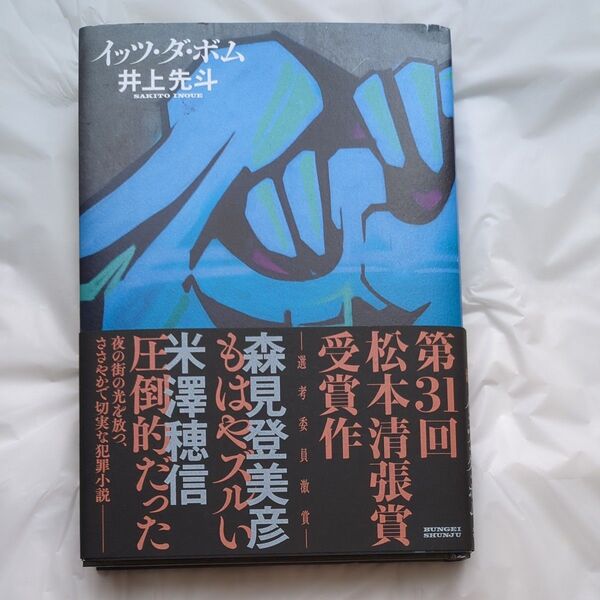 イッツ・ダ・ボム
井上先斗
SAKITO INOUE
第31回
松本清張賞
受賞作
―選考委員激賞―
森見登美彦
もはやズルい
米澤穂信
圧倒的だった
夜の街の光を放つ、
ささやかで切実な犯罪小説――
BUNGEI
SHUNJU